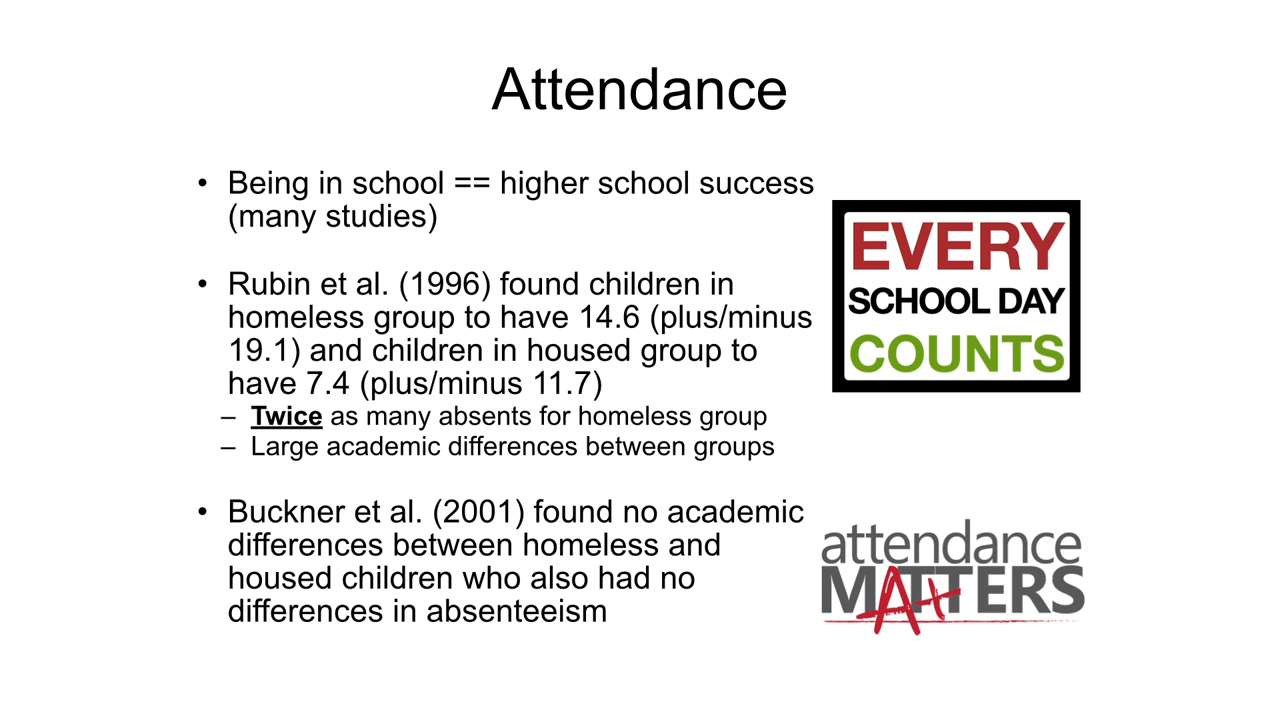 Attendance
• Being in school == higher school success
(many studies)
• Rubin et al. (1996) found children in
homeless group to have 14.6 (plus/minus
19.1) and children in housed group to
have 7.4 (plus/minus 11.7)
– Twice as many absents for homeless group
– Large academic differences between groups
• Buckner et al. (2001) found no academic
differences between homeless and
housed children who also had no
differences in absenteeism
EVERY
SCHOOL DAY
COUNTS
attendance
MATTERS